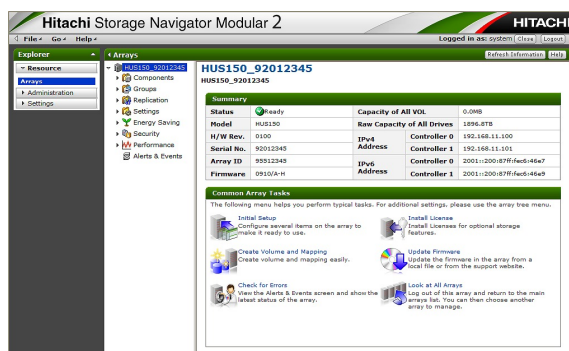 Hitachi Storage Navigator Modular 2
HITACHI
File Go Help
Logged in as: system Close Logout
Explorer
Resource
Arrays
Administration
Settings
Arrays
HUS150_92012345
Components
Groups
Replication
Settings
Energy Saving
Security
Performance
Alerts & Events
Refresh Information Help
HUS150_92012345
HUS150_92012345
Summary
Status Ready Capacity of All VOL 0.0MB
Model HUS150 Raw Capacity of All Drives 1896.8TB
H/W Rev. 0100 IPv4 Address Controller 0 192.168.11.100
Serial No. 92012345 Controller 1 192.168.11.101
Array ID 95512345 IPv6 Address Controller 0 2001::200:87ff:fec6:46e7
Firmware 0910/A-H Controller 1 2001::200:87ff:fec6:46e9
Common Array Tasks
The following menu helps you perform typical tasks. For additional settings, please use the array tree menu.
Initial Setup
Configure several items on the array to
make it ready to use.
Install License
Install Licenses for optional storage
features.
Create Volume and Mapping
Create volume and mapping easily.
Update Firmware
Update the firmware in the array from a
local file or from the support website.
Check for Errors
View the Alerts & Events screen and show the
latest status of the array.
Look at All Arrays
Log out of this array and return to the main
arrays list. You can then choose another
array to manage.